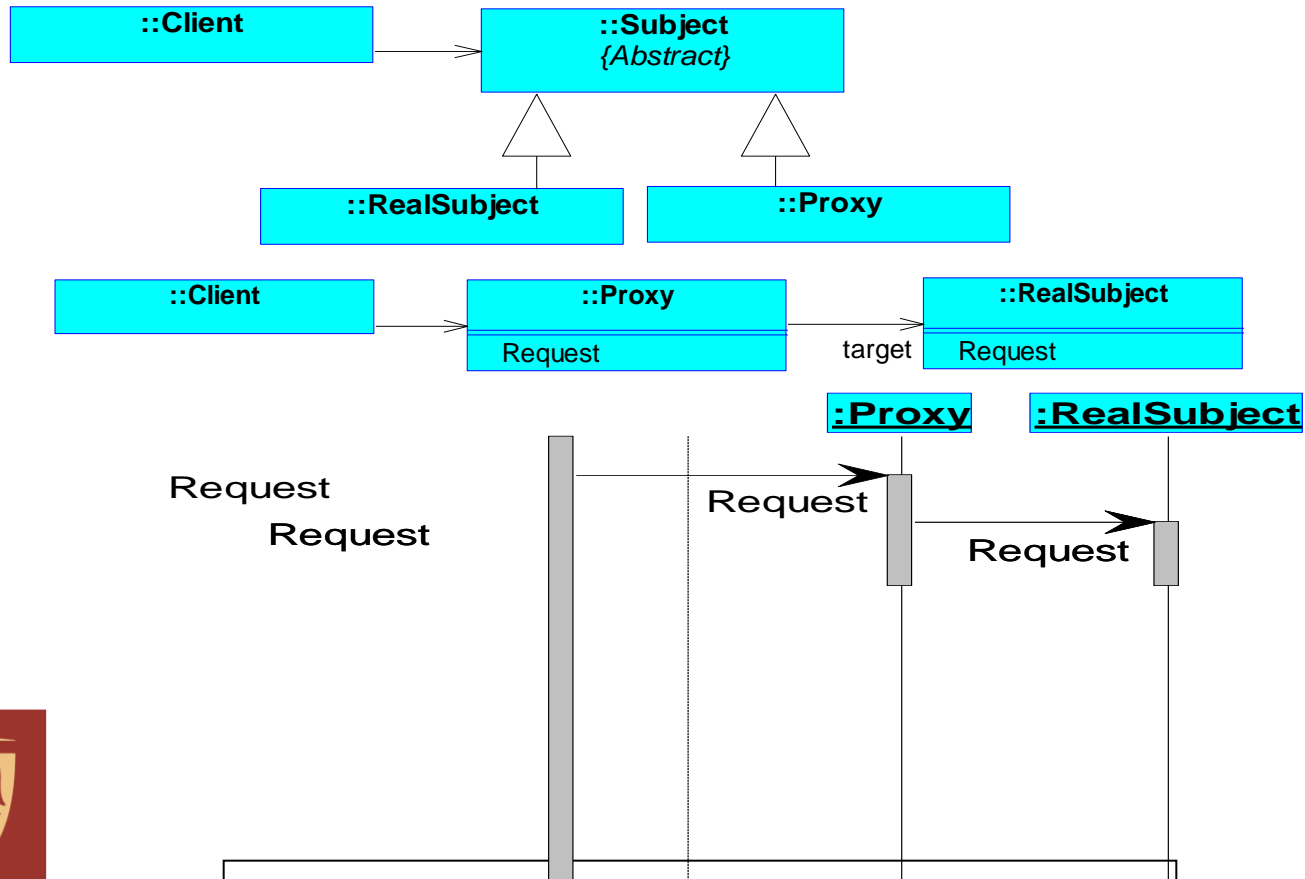 ::Client
::Subject
{Abstract}
::RealSubject
::Proxy
::Client
::Proxy
::RealSubject
Request
target
Request
:Proxy
:RealSubject
Request
Request
Request
Request